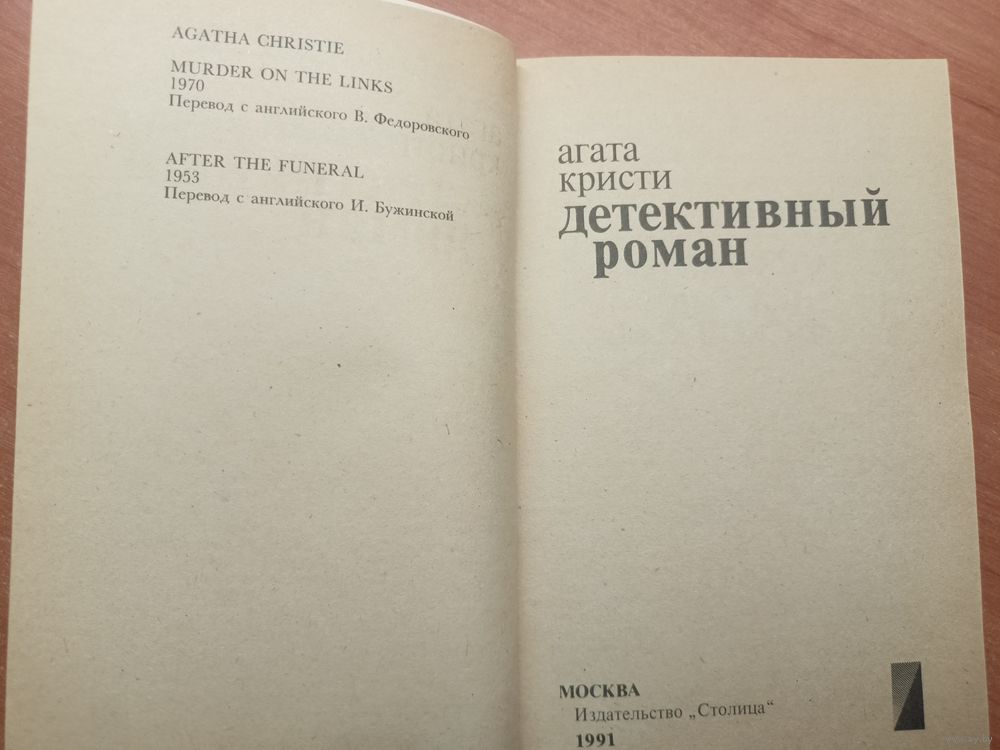 AGATHA CHRISTIE
MURDER ON THE LINKS
1970
Перевод с английского В. Федоровского
AFTER THE FUNERAL
1953
Перевод с английского И. Бужинской
агата
кристи
детективный
роман
МОСКВА
Издательство „Столица“
1991